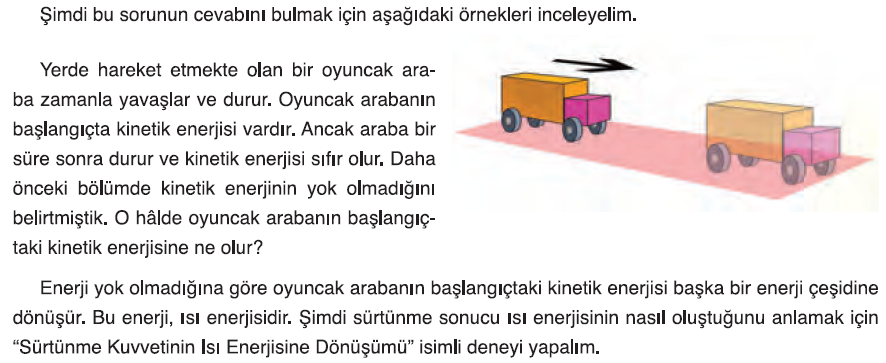 Şimdi bu sorunun cevabını bulmak için aşağıdaki örnekleri inceleyelim.
Yerde hareket etmekte olan bir oyuncak ara-
ba zamanla yavaşlar ve durur. Oyuncak arabanın
başlangıçta kinetik enerjisi vardır. Ancak araba bir
süre sonra durur ve kinetik enerjisi sıfır olur. Daha
önceki bölümde kinetik enerjinin yok olmadığını
belirtmiştik. O hâlde oyuncak arabanın başlangıç-
taki kinetik enerjisine ne olur?
Enerji yok olmadığına göre oyuncak arabanın başlangıçtaki kinetik enerjisi başka bir enerji çeşidine
dönüşür. Bu enerji, ısı enerjisidir. Şimdi sürtünme sonucu ısı enerjisinin nasıl oluştuğunu anlamak için
“Sürtünme Kuvvetinin Isı Enerjisine Dönüşümü” isimli deneyi yapalım.